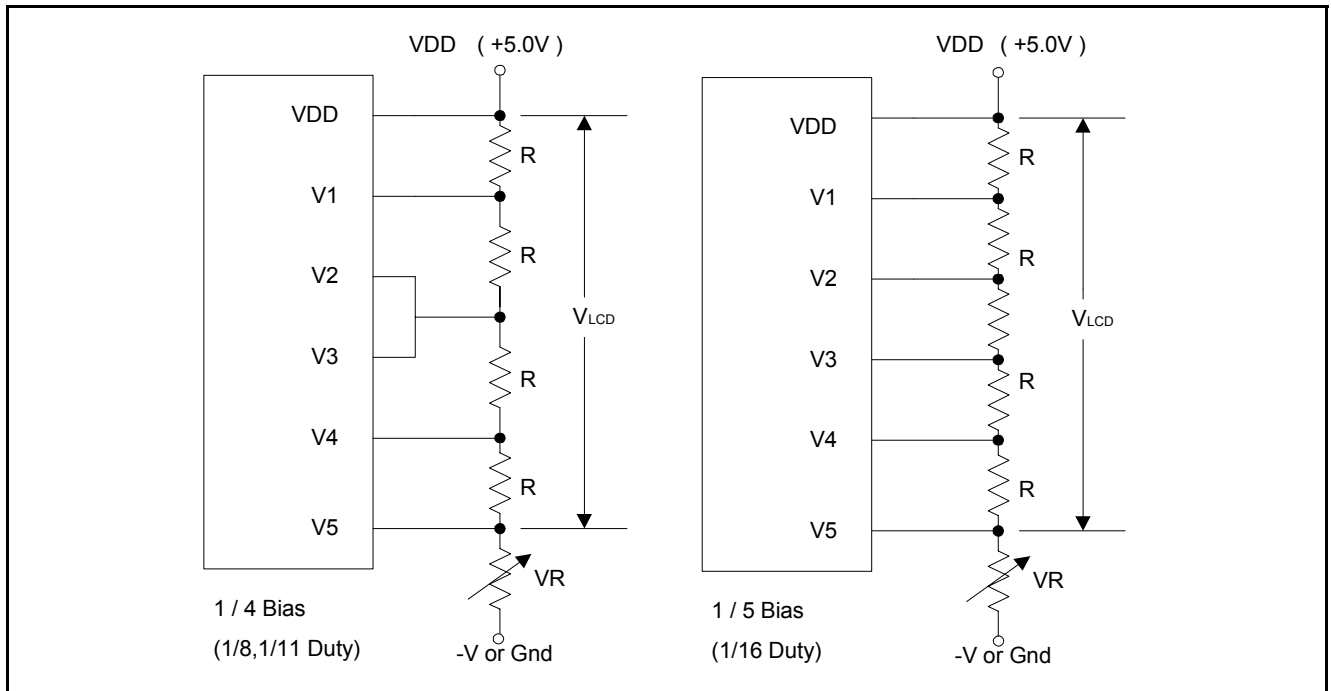 VDD ( +5.0V )
VDD
R
V1
R
V2
VLCD
V3
R
V4
R
V5
VR
1 / 4 Bias
(1/8,1/11 Duty)
-V or Gnd
VDD (+5.0V)
VDD
R
V1
R
V2
VLCD
V3
R
V4
R
V5
VR
1 / 5 Bias
(1/16 Duty)
-V or Gnd